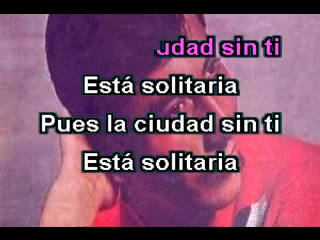 udad sin ti
Está solitaria
Pues la ciudad sin ti
Está solitaria